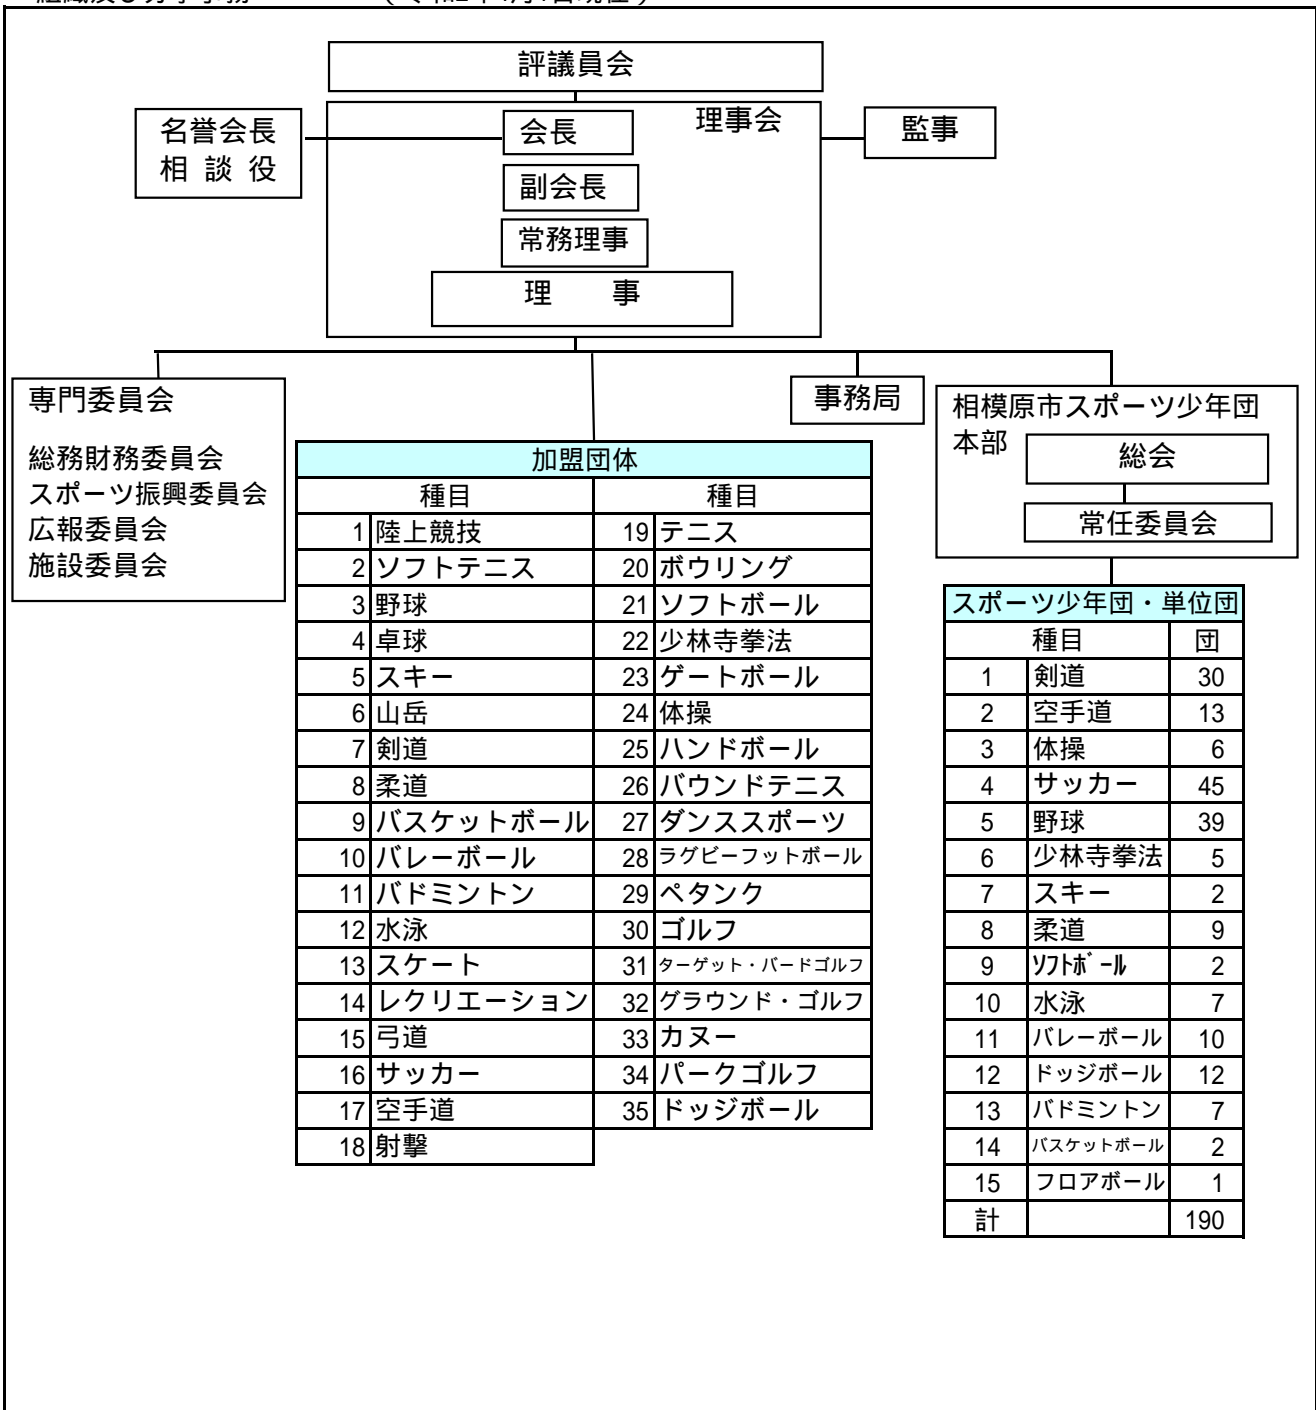 評議員会
理事会
名誉会長
相 談 役
会長
監事
副会長
常務理事
理 事
専門委員会
総務財務委員会
スポーツ振興委員会
広報委員会
施設委員会
事務局
相模原市スポーツ少年団
本部
総会
常任委員会
加盟団体
種目 種目
1 陸上競技 19 テニス
2 ソフトテニス 20 ボウリング
3 野球 21 ソフトボール
4 卓球 22 少林寺拳法
5 スキー 23 ゲートボール
6 山岳 24 体操
7 剣道 25 ハンドボール
8 柔道 26 バウンドテニス
9 バスケットボール 27 ダンススポーツ
10 バレーボール 28 ラグビーフットボール
11 バドミントン 29 ペタンク
12 水泳 30 ゴルフ
13 スケート 31 ターゲット・バードゴルフ
14 レクリエーション 32 グラウンド・ゴルフ
15 弓道 33 カヌー
16 サッカー 34 パークゴルフ
17 空手道 35 ドッジボール
18 射撃
スポーツ少年団・単位団
種目 団
1 剣道 30
2 空手道 13
3 体操 6
4 サッカー 45
5 野球 39
6 少林寺拳法 5
7 スキー 2
8 柔道 9
9 ｿﾌﾄﾎﾞｰﾙ 2
10 水泳 7
11 バレーボール 10
12 ドッジボール 12
13 バドミントン 7
14 バスケットボール 2
15 フロアボール 1
計 190